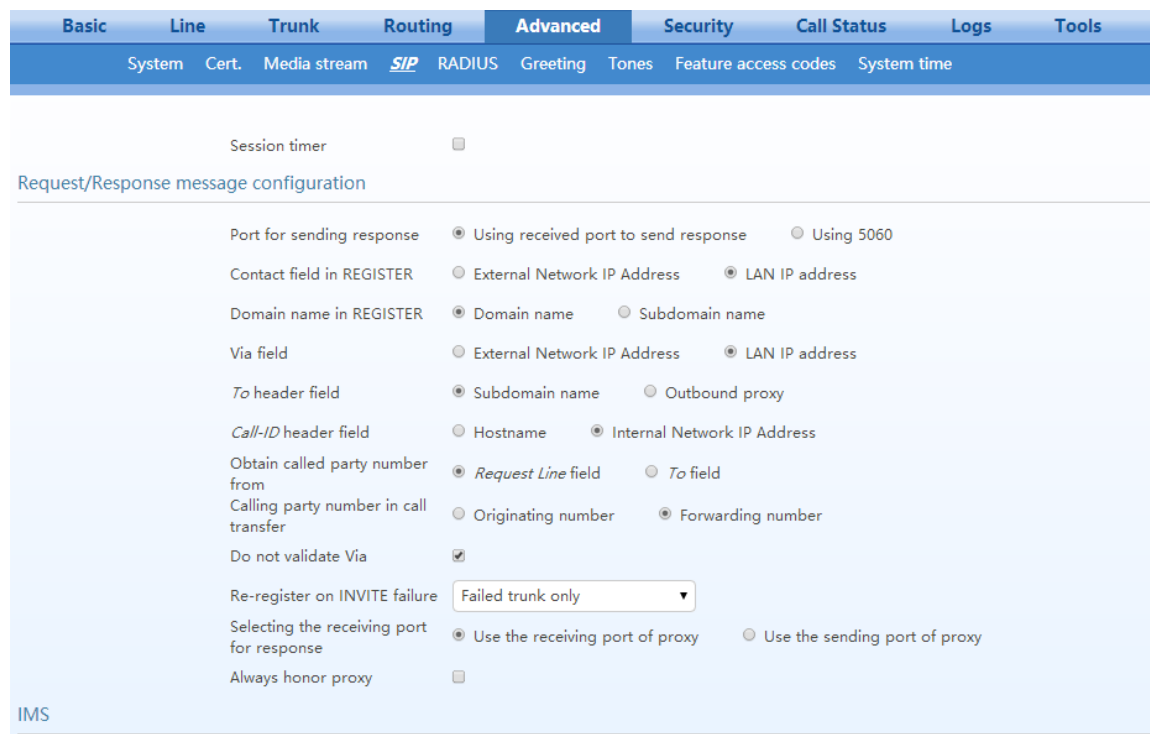 Basic Line Trunk Routing Advanced Security Call Status Logs Tools
System Cert. Media stream SIP RADIUS Greeting Tones Feature access codes System time
Session timer
Request/Response message configuration
Port for sending response Using received port to send response Using 5060
Contact field in REGISTER External Network IP Address LAN IP address
Domain name in REGISTER Domain name Subdomain name
Via field External Network IP Address LAN IP address
To header field Subdomain name Outbound proxy
Call-ID header field Hostname Internal Network IP Address
Obtain called party number
from Request Line field To field
Calling party number in call
transfer Originating number Forwarding number
Do not validate Via
Re-register on INVITE failure Failed trunk only
Selecting the receiving port
for response Use the receiving port of proxy Use the sending port of proxy
Always honor proxy
IMS